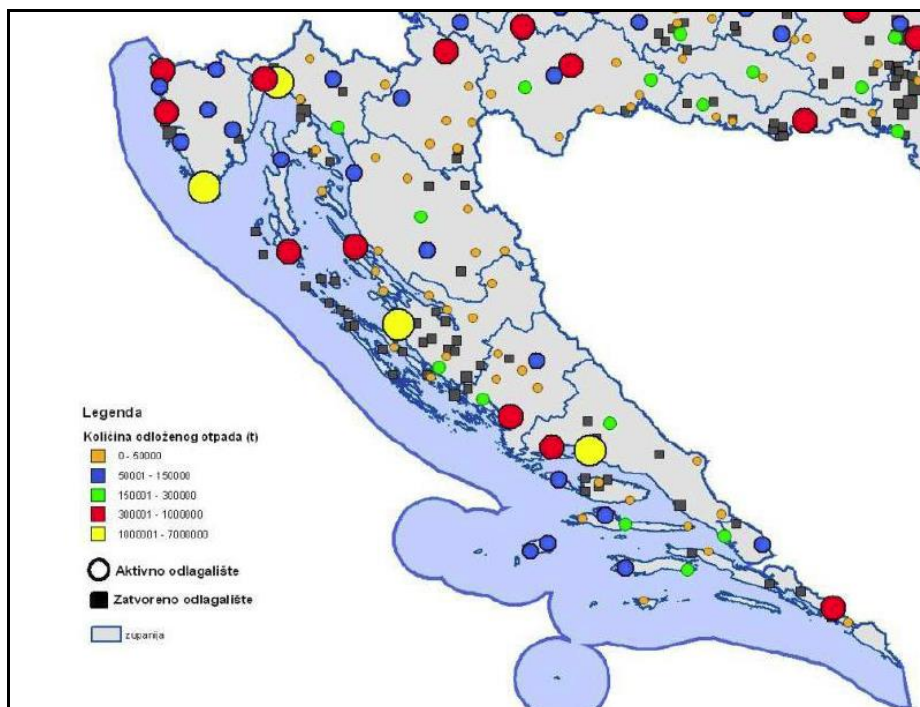 Legenda
Količina odloženog otpada (t)
0 - 50000
50001 - 150000
150001 - 300000
300001 - 1000000
1000001 - 7000000
Aktivno odlagalište
Zatvoreno odlagalište
županija